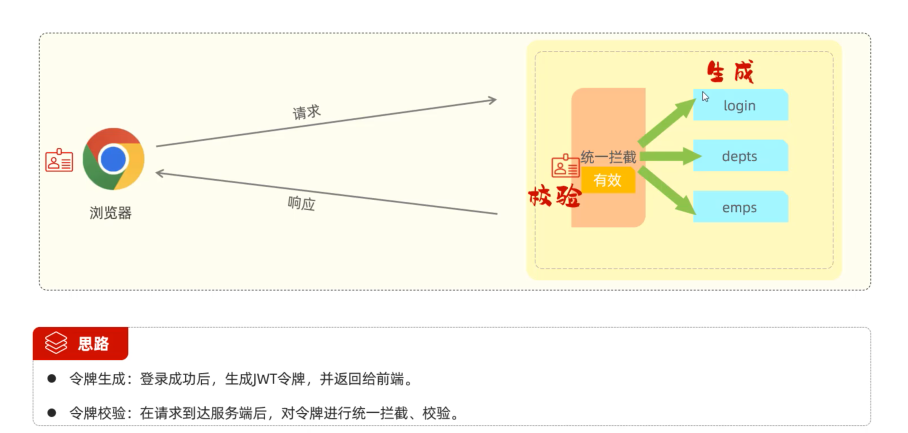 生成
请求
login
统一拦截
depts
有效
校验
响应
emps
浏览器
思路
令牌生成：登录成功后，生成JWT令牌，并返回给前端。
令牌校验：在请求到达服务端后，对令牌进行统一拦截、校验。